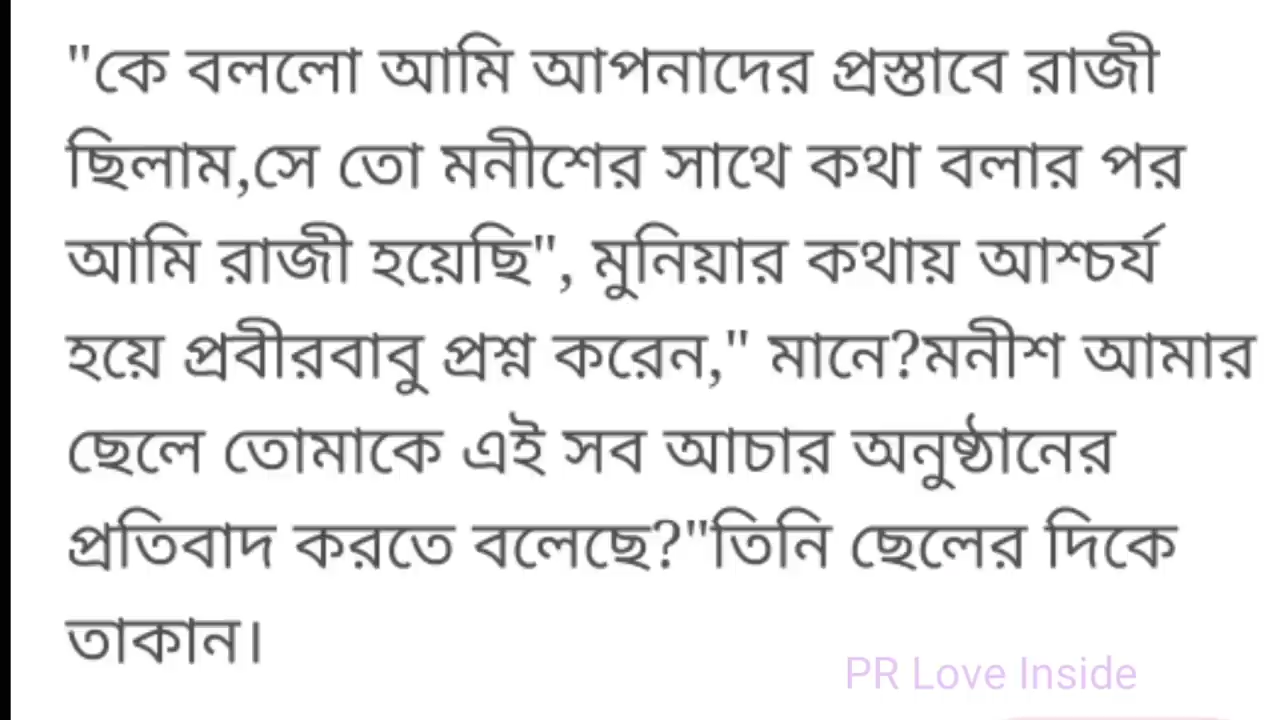 "কে বললো আমি আপনাদের প্রস্তাবে রাজী
ছিলাম,সে তো মনীশের সাথে কথা বলার পর
আমি রাজী হয়েছি", মুনিয়ার কথায় আশ্চর্য
হয়ে প্রবীরবাবু প্রশ্ন করেন," মানে?মনীশ আমার
ছেলে তোমাকে এই সব আচার অনুষ্ঠানের
প্রতিবাদ করতে বলেছে?"তিনি ছেলের দিকে
তাকান।
PR Love Inside